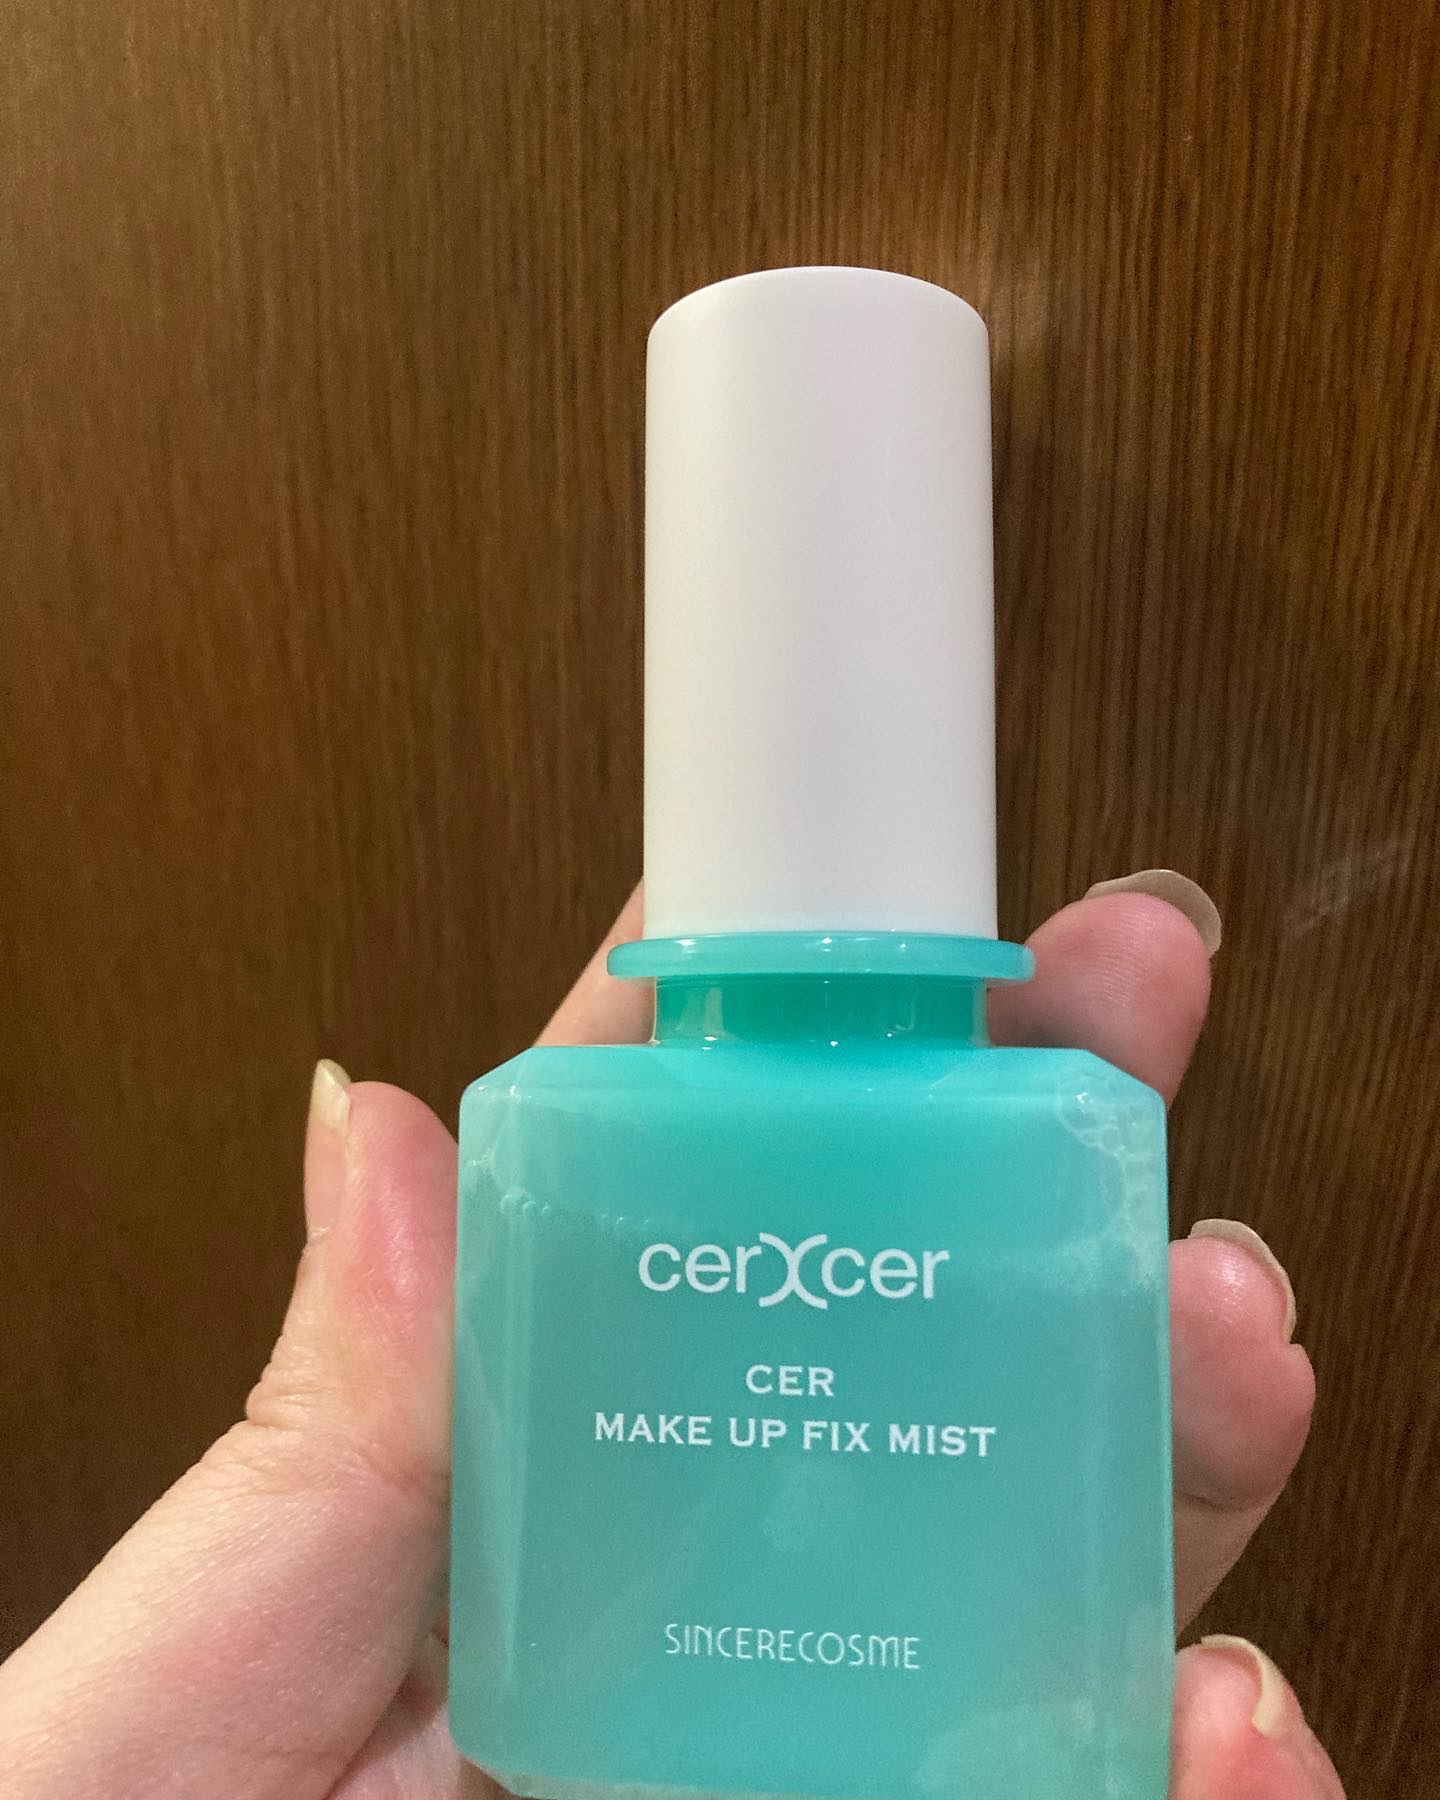 cerXcer
CER
MAKE UP FIX MIST
SINCERECOSME